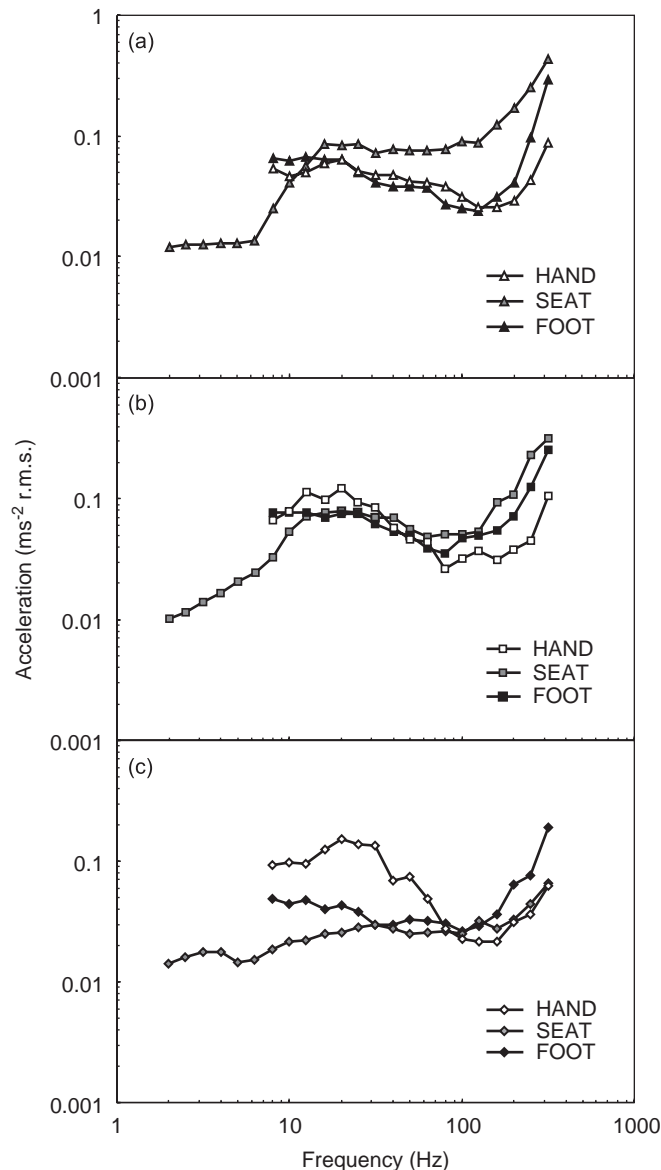 1
(a)
0.1
0.01
HAND
SEAT
FOOT
0.001
(b)
0.1
0.01
HAND
SEAT
FOOT
0.001
(c)
0.1
0.01
HAND
SEAT
FOOT
0.001
1 10 100 1000
Frequency (Hz)
Acceleration (ms⁻² r.m.s.)